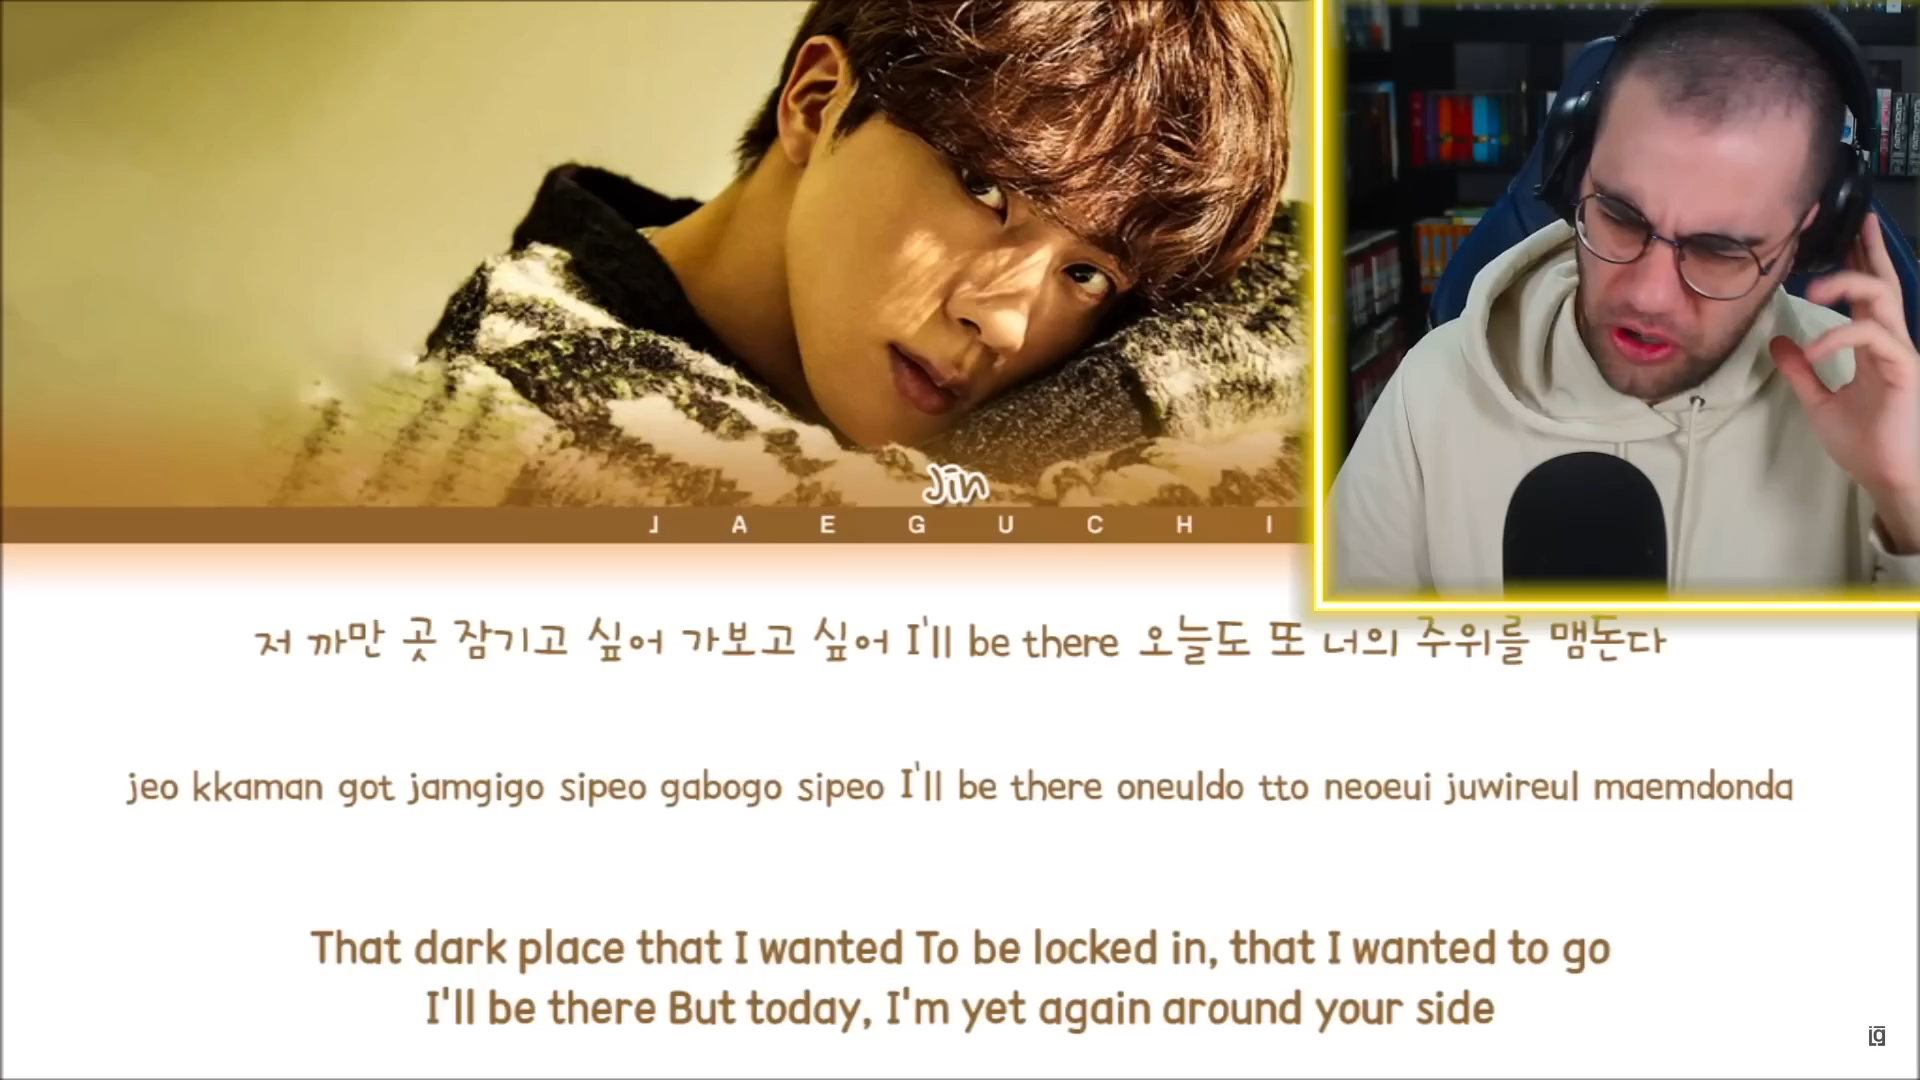 Jin
JAEGUCHI
저 까만 곳 잠기고 싶어 가보고 싶어 I'll be there 오늘도 또 너의 주위를 맴돈다
jeo kkaman got jamgigo sipeo gabogo sipeo I'll be there oneuldo tto neoeui juwireul maemdonda
That dark place that I wanted To be locked in, that I wanted to go
I'll be there But today, I'm yet again around your side